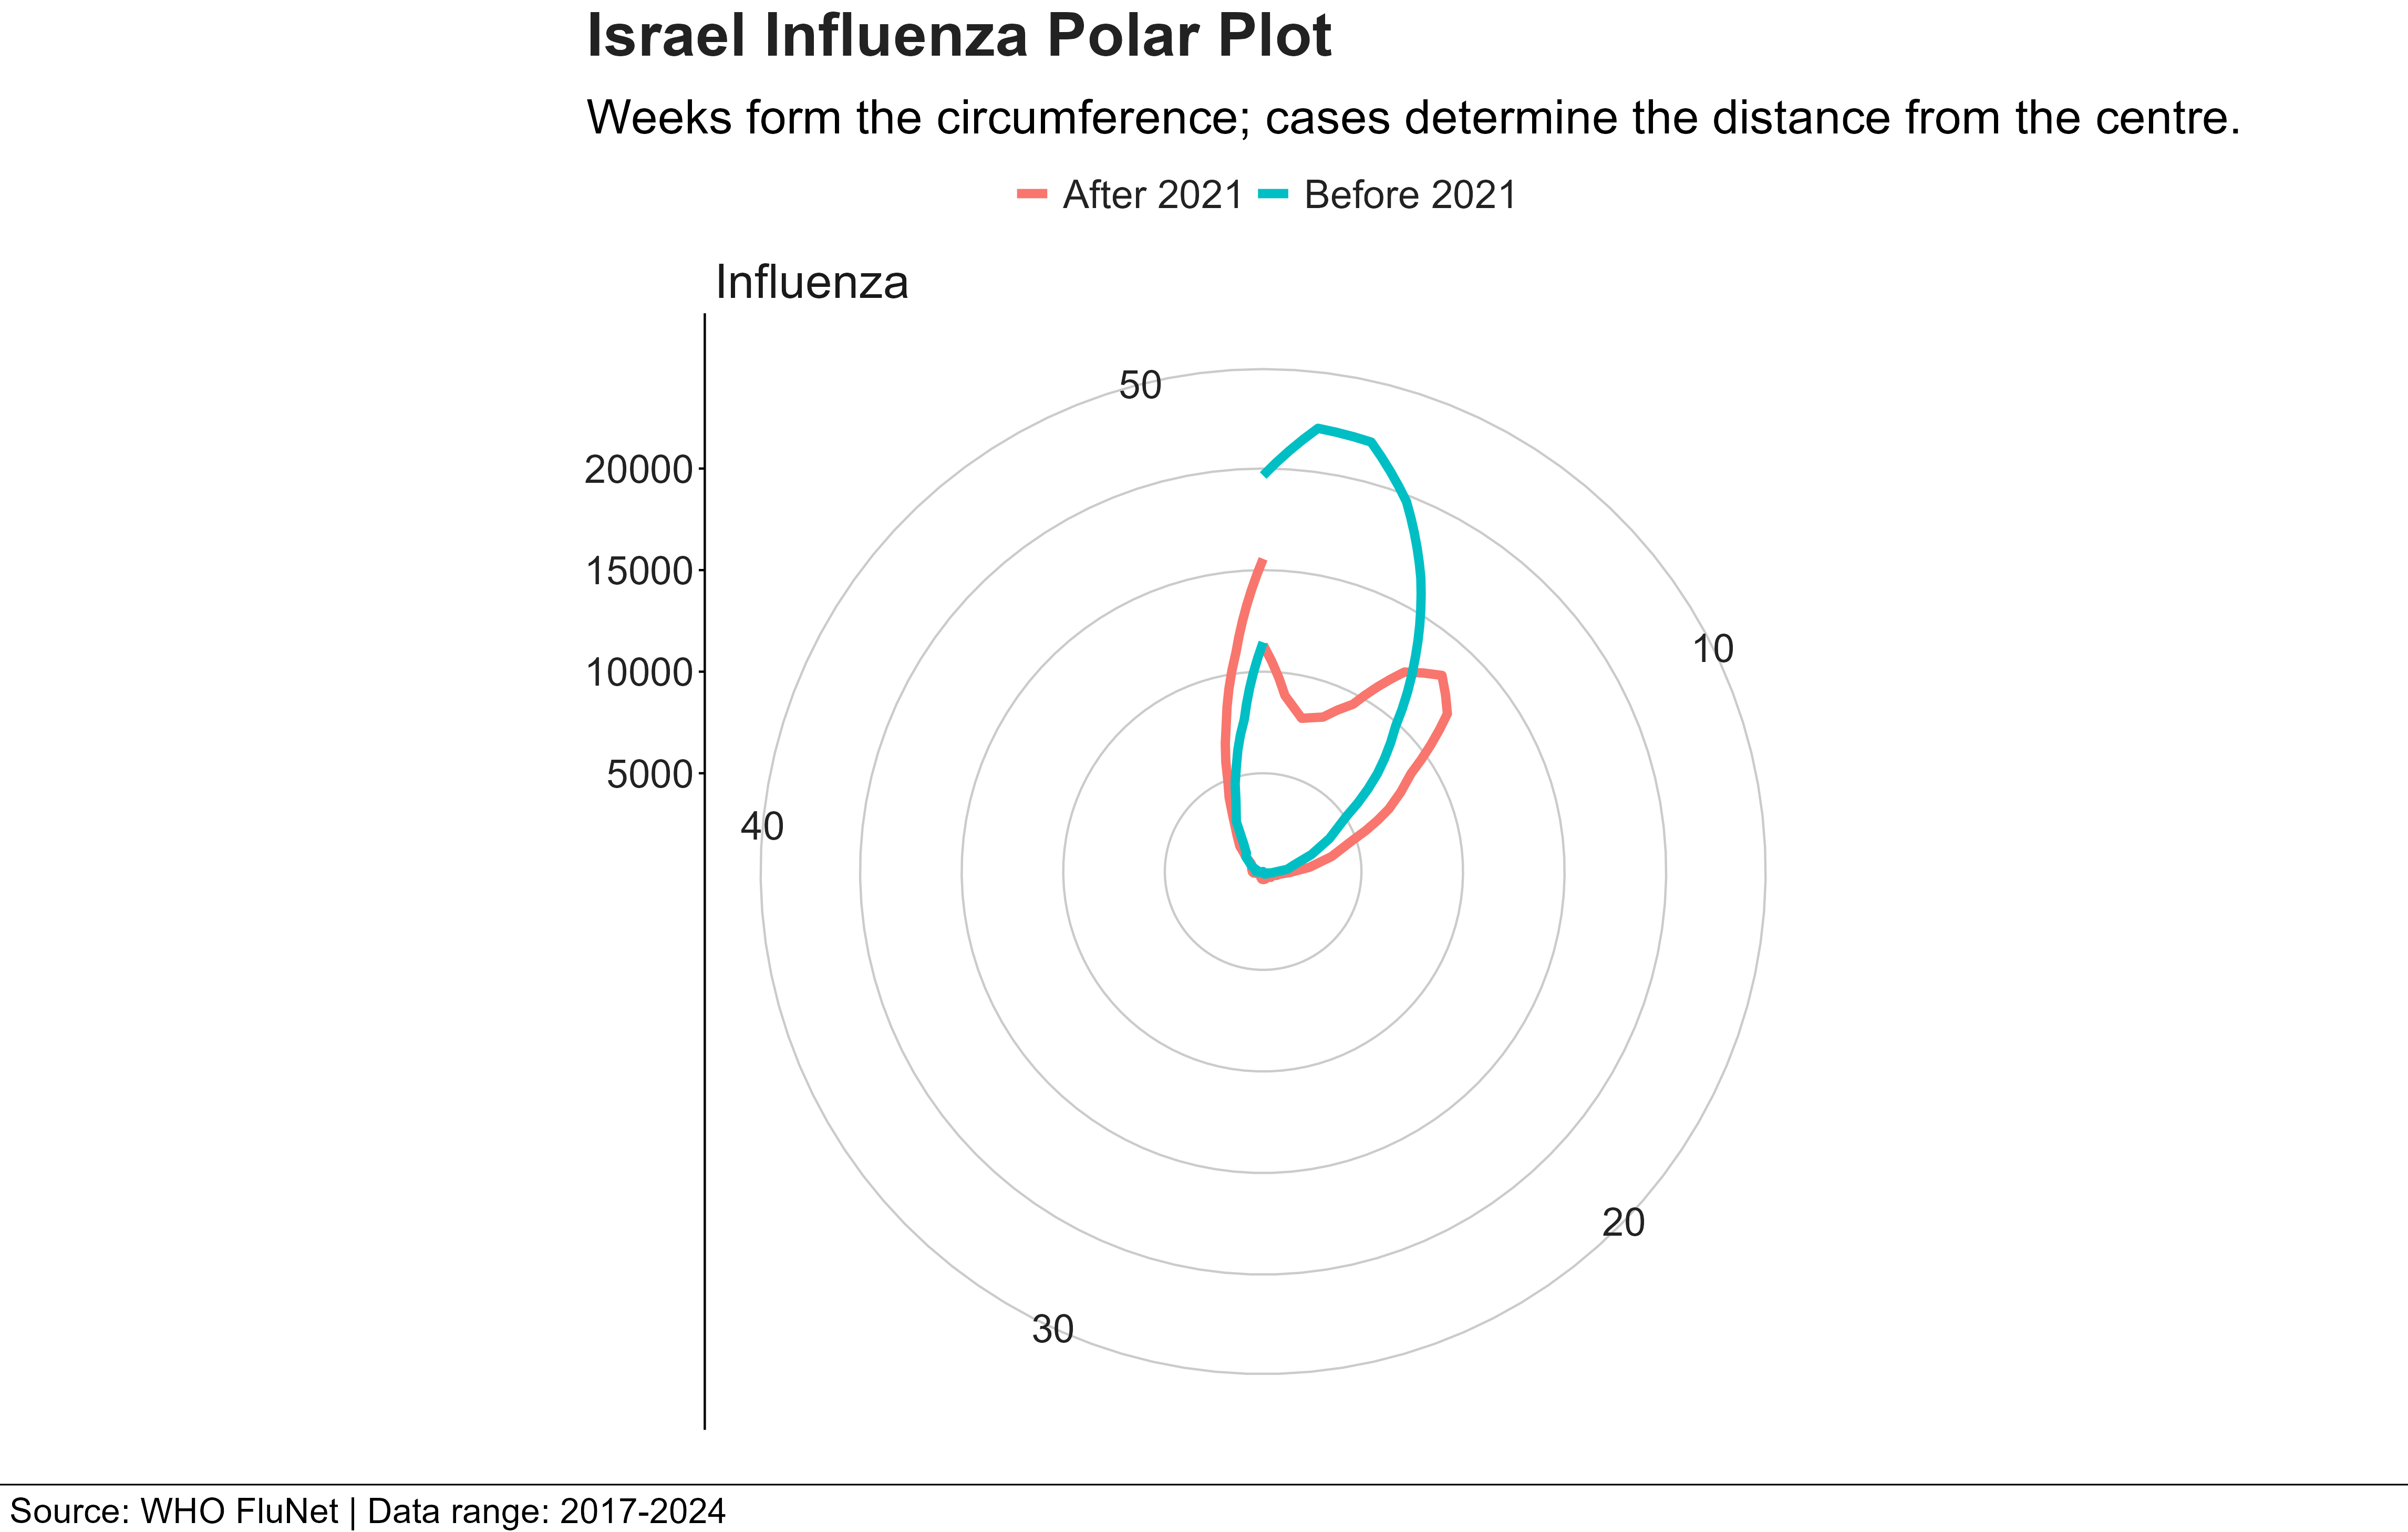 Israel Influenza Polar Plot
Weeks form the circumference; cases determine the distance from the centre.
After 2021 Before 2021
Influenza
50
20000
15000
10
10000
5000
40
20
30
Source: WHO FluNet | Data range: 2017-2024